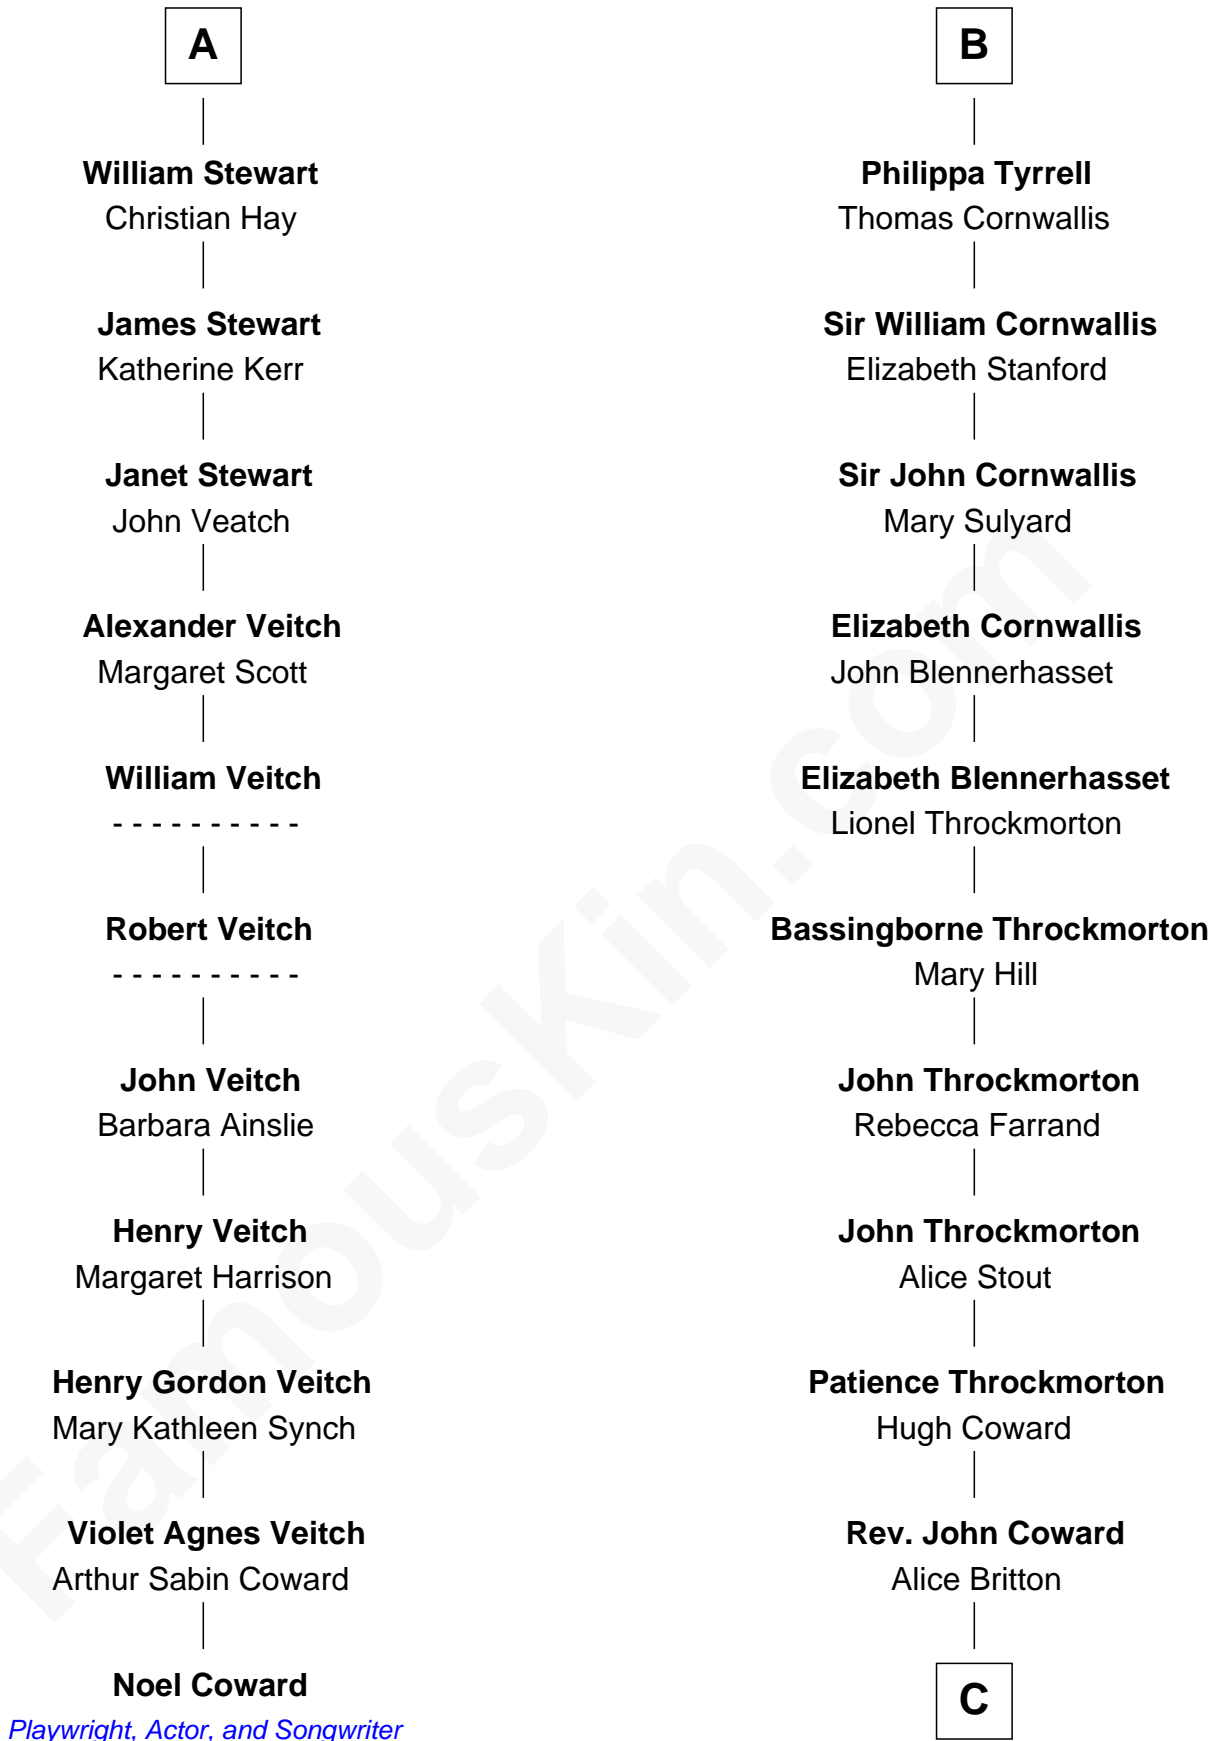 A
William Stewart
Christian Hay
James Stewart
Katherine Kerr
Janet Stewart
John Veatch
Alexander Veitch
Margaret Scott
William Veitch
- - - - - - - - - -
Robert Veitch
- - - - - - - - - -
John Veitch
Barbara Ainslie
Henry Veitch
Margaret Harrison
Henry Gordon Veitch
Mary Kathleen Synch
Violet Agnes Veitch
Arthur Sabin Coward
Noel Coward
Playwright, Actor, and Songwriter
B
Philippa Tyrrell
Thomas Cornwallis
Sir William Cornwallis
Elizabeth Stanford
Sir John Cornwallis
Mary Sulyard
Elizabeth Cornwallis
John Blennerhasset
Elizabeth Blennerhasset
Lionel Throckmorton
Bassingborne Throckmorton
Mary Hill
John Throckmorton
Rebecca Farrand
John Throckmorton
Alice Stout
Patience Throckmorton
Hugh Coward
Rev. John Coward
Alice Britton
C
FamousKin.com